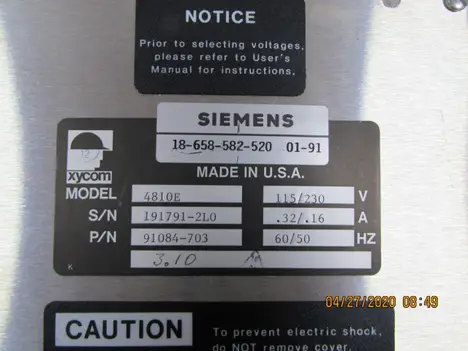 NOTICE
Prior to selecting voltages,
please refer to User's
Manual for instructions.
SIEMENS
18-658-582-520 01-91
xycom
MADE IN U.S.A.
MODEL 4810E 115/230 V
S/N 191791-2L0 .32/.16 A
P/N 91084-703 60/50 HZ
3.10
K
CAUTION
To prevent electric shock,
do NOT remove cover.
04/27/2020 08:49